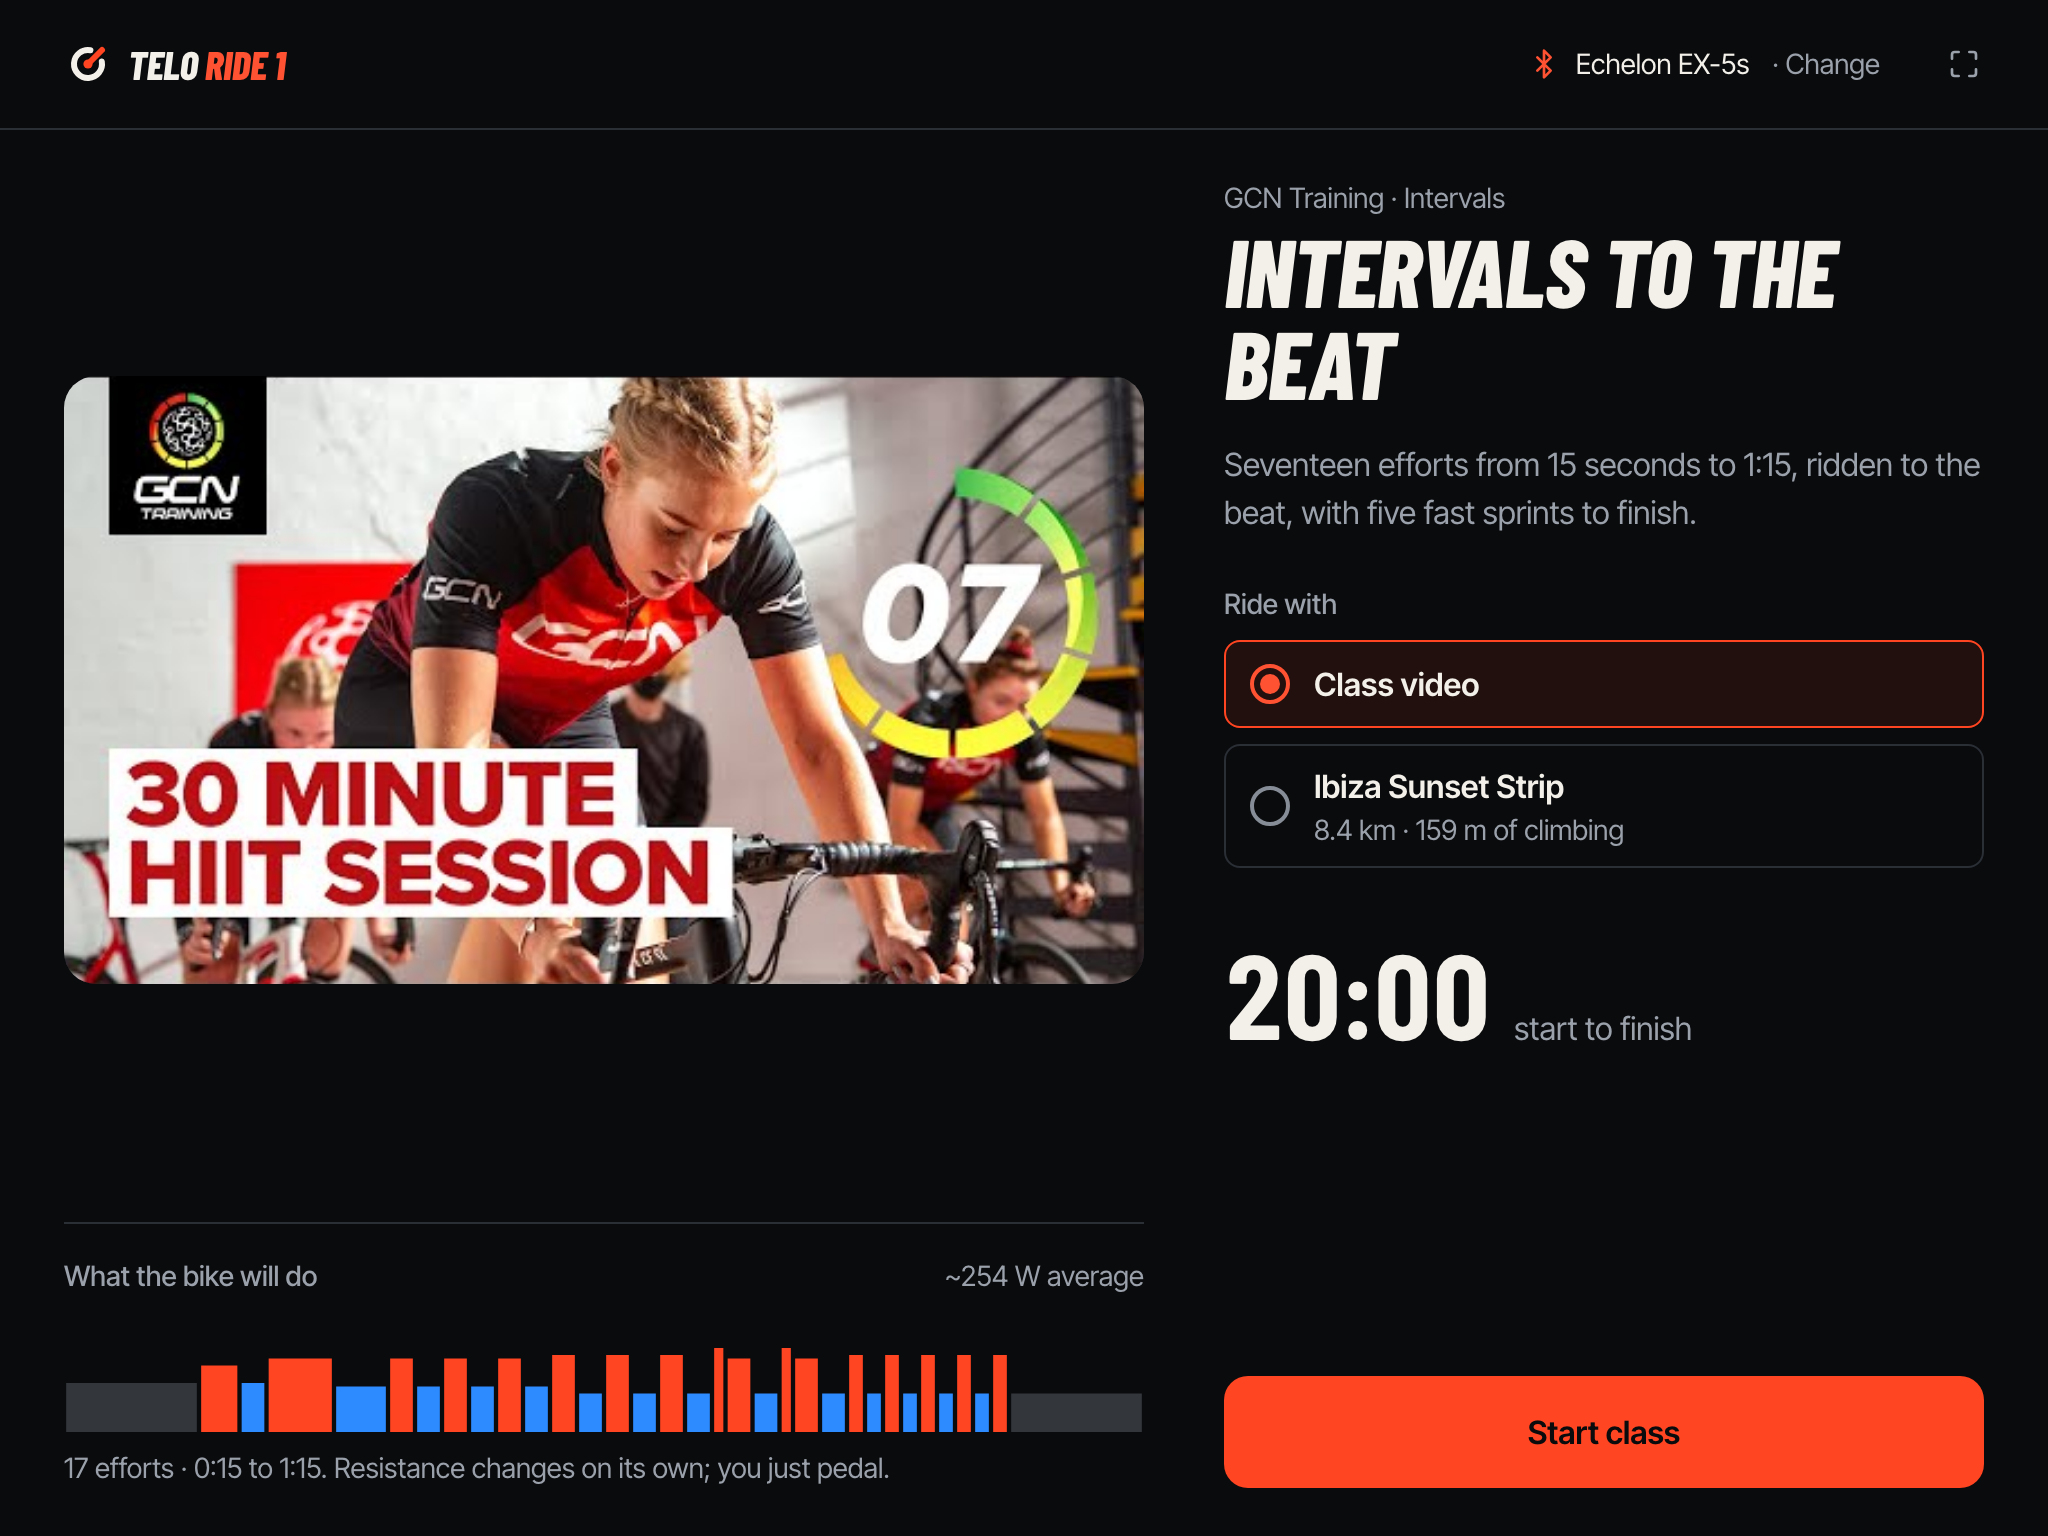 TELO RIDE 1
Echelon EX-5s · Change
GCN
TRAINING
GCN
GCN
07
30 MINUTE
HIIT SESSION
What the bike will do
~254 W average
17 efforts · 0:15 to 1:15. Resistance changes on its own; you just pedal.
GCN Training · Intervals
INTERVALS TO THE
BEAT
Seventeen efforts from 15 seconds to 1:15, ridden to the
beat, with five fast sprints to finish.
Ride with
Class video
Ibiza Sunset Strip
8.4 km · 159 m of climbing
20:00 start to finish
Start class